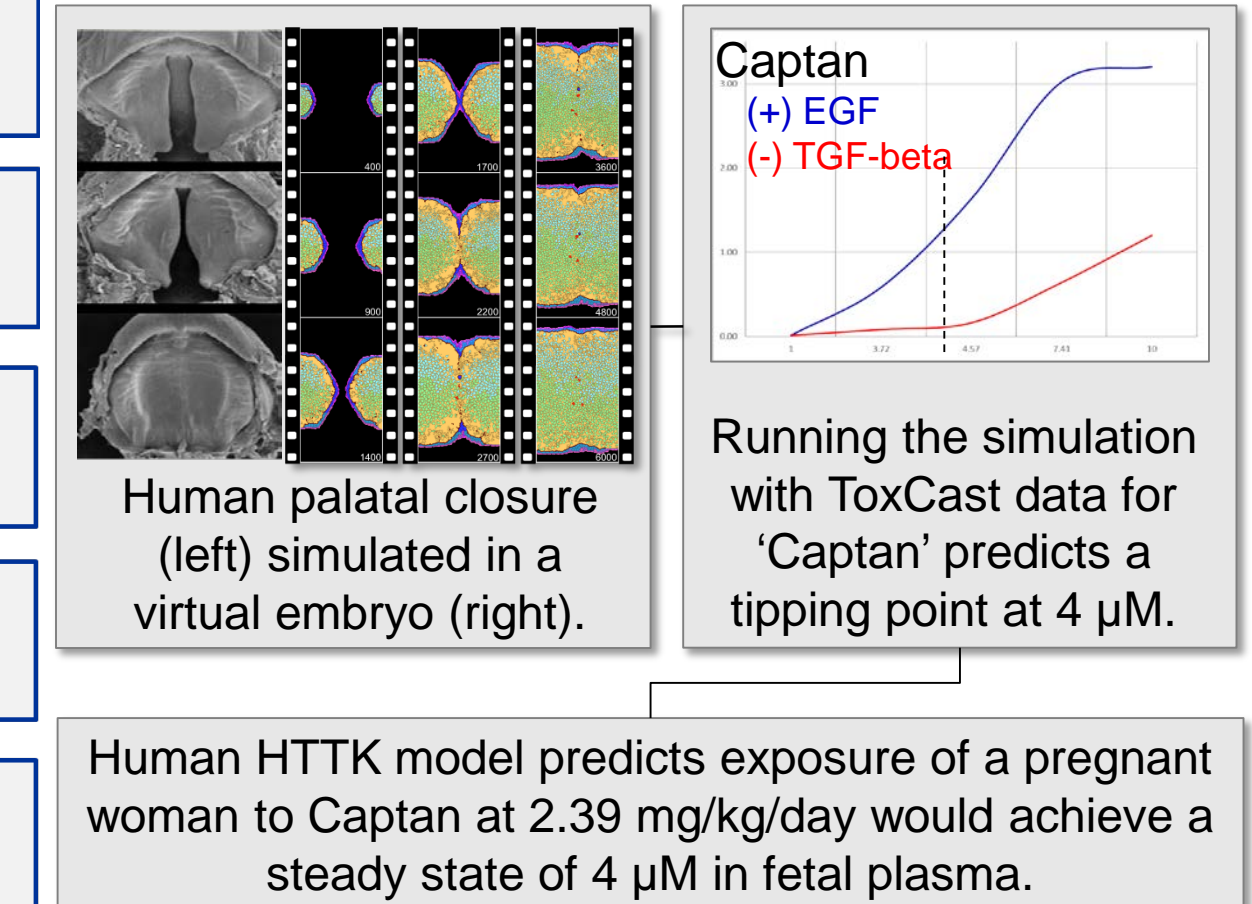 400
1700
3600
900
2200
4800
1400
2700
6000
Human palatal closure
(left) simulated in a
virtual embryo (right).
Captan
(+) EGF
(-) TGF-beta
3.00
2.00
1.00
0.00
1 3.72 4.57 7.41 10
Running the simulation
with ToxCast data for
‘Captan’ predicts a
tipping point at 4 µM.
Human HTTK model predicts exposure of a pregnant
woman to Captan at 2.39 mg/kg/day would achieve a
steady state of 4 µM in fetal plasma.